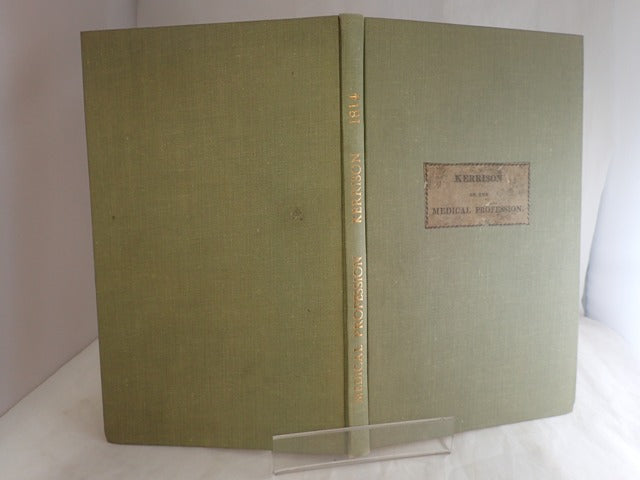 MEDICAL PROFESSION KERRISON 1814
KERRISON
ON THE
MEDICAL PROFESSION.